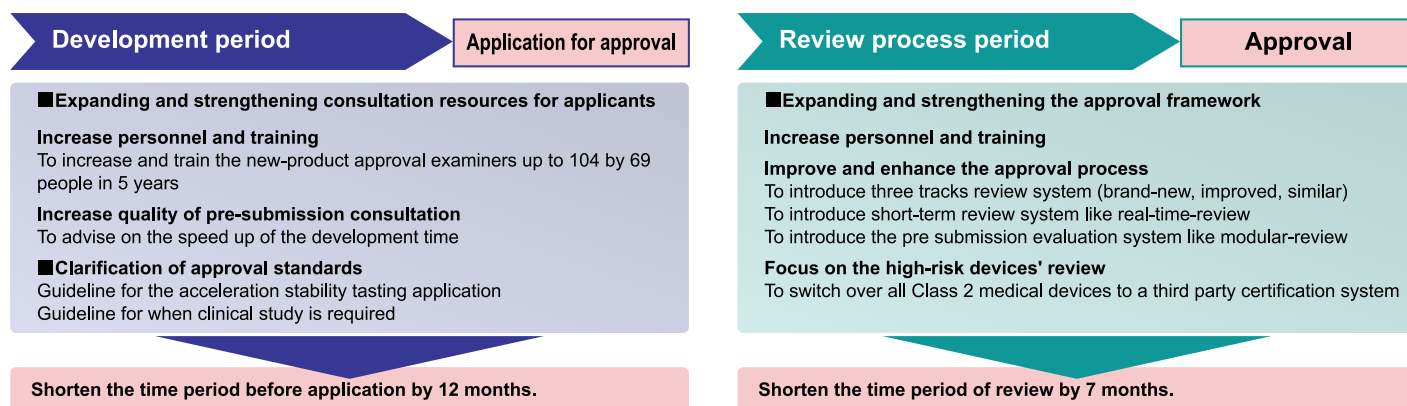 Development period
Application for approval
■Expanding and strengthening consultation resources for applicants
Increase personnel and training
To increase and train the new-product approval examiners up to 104 by 69
people in 5 years
Increase quality of pre-submission consultation
To advise on the speed up of the development time
■Clarification of approval standards
Guideline for the acceleration stability tasting application
Guideline for when clinical study is required
Shorten the time period before application by 12 months.
Review process period
Approval
■Expanding and strengthening the approval framework
Increase personnel and training
Improve and enhance the approval process
To introduce three tracks review system (brand-new, improved, similar)
To introduce short-term review system like real-time-review
To introduce the pre submission evaluation system like modular-review
Focus on the high-risk devices' review
To switch over all Class 2 medical devices to a third party certification system
Shorten the time period of review by 7 months.